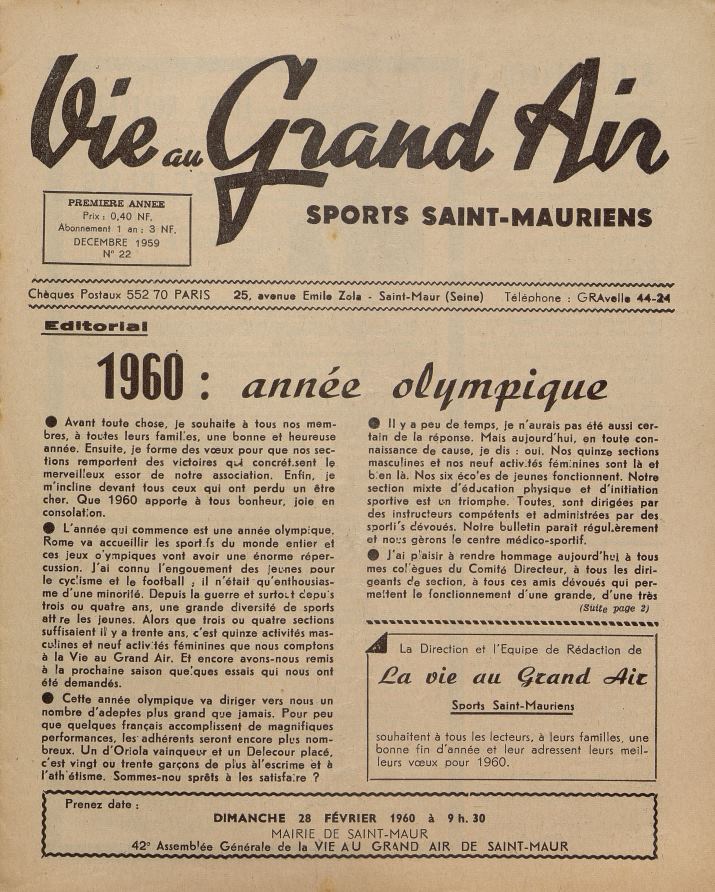 Vie au Grand Air
SPORTS SAINT-MAURIENS
PREMIERE ANNEE
Prix : 0,40 NF.
Abonnement 1 an : 3 NF.
DECEMBRE 1959
N° 22
Chèques Postaux 552 70 PARIS 25, avenue Emile Zola - Saint-Maur (Seine) Téléphone : GRAvelle 44-24
Editorial
1960 : année olympique
● Avant toute chose, je souhaite à tous nos mem-
bres, à toutes leurs familles, une bonne et heureuse
année. Ensuite, je forme des vœux pour que nos sec-
tions remportent des victoires qui concrétisent le
merveilleux essor de notre association. Enfin, je
m'incline devant tous ceux qui ont perdu un être
cher. Que 1960 apporte à tous bonheur, joie en
consolation.
● L'année qui commence est une année olympique.
Rome va accueillir les sportifs du monde entier et
ces jeux olympiques vont avoir une énorme réper-
cussion. J'ai connu l'engouement des jeunes pour
le cyclisme et le football ; il n'était qu'enthousias-
me d'une minorité. Depuis la guerre et surtout depuis
trois ou quatre ans, une grande diversité de sports
attire les jeunes. Alors que trois ou quatre sections
suffisaient il y a trente ans, c'est quinze activités mas-
culines et neuf activités féminines que nous comptons
à la Vie au Grand Air. Et encore avons-nous remis
à la prochaine saison quelques essais qui nous ont
été demandés.
● Cette année olympique va diriger vers nous un
nombre d'adeptes plus grand que jamais. Pour peu
que quelques français accomplissent de magnifiques
performances, les adhérents seront encore plus nom-
breux. Un d'Oriola vainqueur et un Delecour placé,
c'est vingt ou trente garçons de plus à l'escrime et à
l'athlétisme. Sommes-nou sprêts à les satisfaire ?
● Il y a peu de temps, je n'aurais pas été aussi cer-
tain de la réponse. Mais aujourd'hui, en toute con-
naissance de cause, je dis : oui. Nos quinze sections
masculines et nos neuf activités féminines sont là et
bien là. Nos six écoles de jeunes fonctionnent. Notre
section mixte d'éducation physique et d'initiation
sportive est un triomphe. Toutes, sont dirigées par
des instructeurs compétents et administrées par des
sportifs dévoués. Notre bulletin parait régulièrement
et nous gérons le centre médico-sportif.
● J'ai plaisir à rendre hommage aujourd'hui à tous
mes collègues du Comité Directeur, à tous les diri-
geants de section, à tous ces amis dévoués qui per-
mettent le fonctionnement d'une grande, d'une très
(Suite page 2)
La Direction et l'Equipe de Rédaction de
La vie au Grand Air
Sports Saint-Mauriens
souhaitent à tous les lecteurs, à leurs familles, une
bonne fin d'année et leur adressent leurs meil-
leurs vœux pour 1960.
Prenez date :
DIMANCHE 28 FÉVRIER 1960 à 9 h. 30
MAIRIE DE SAINT-MAUR
42e Assemblée Générale de la VIE AU GRAND AIR DE SAINT-MAUR